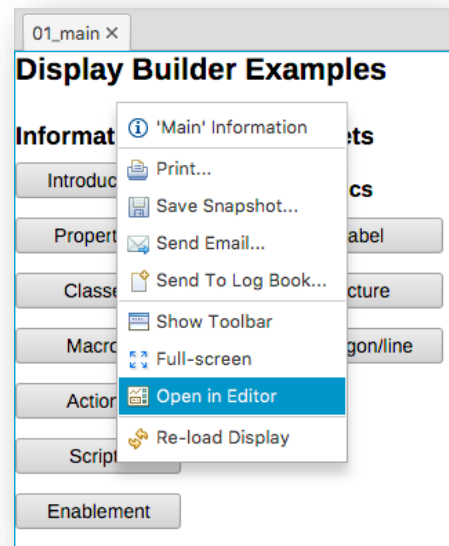 01_main ×
Display Builder Examples
Informat
ets
'Main' Information
Print...
Introduc
cs
Save Snapshot...
Propert
Send Email...
abel
Send To Log Book...
Classe
cture
Show Toolbar
Macro
Full-screen
gon/line
Action
Open in Editor
Re-load Display
Script
Enablement